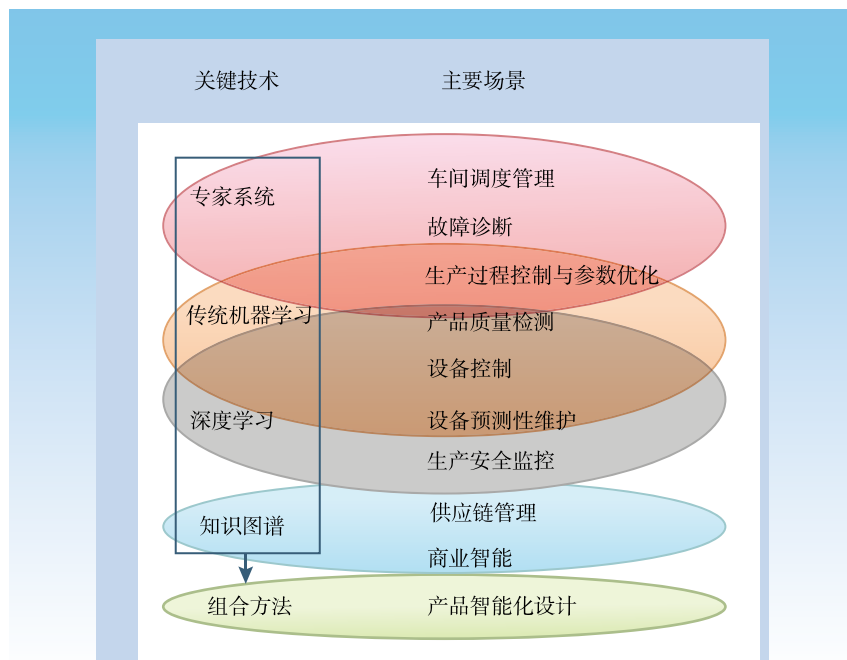 关键技术 主要场景
车间调度管理
专家系统
故障诊断
生产过程控制与参数优化
传统机器学习
产品质量检测
设备控制
深度学习 设备预测性维护
生产安全监控
供应链管理
知识图谱
商业智能
组合方法 产品智能化设计